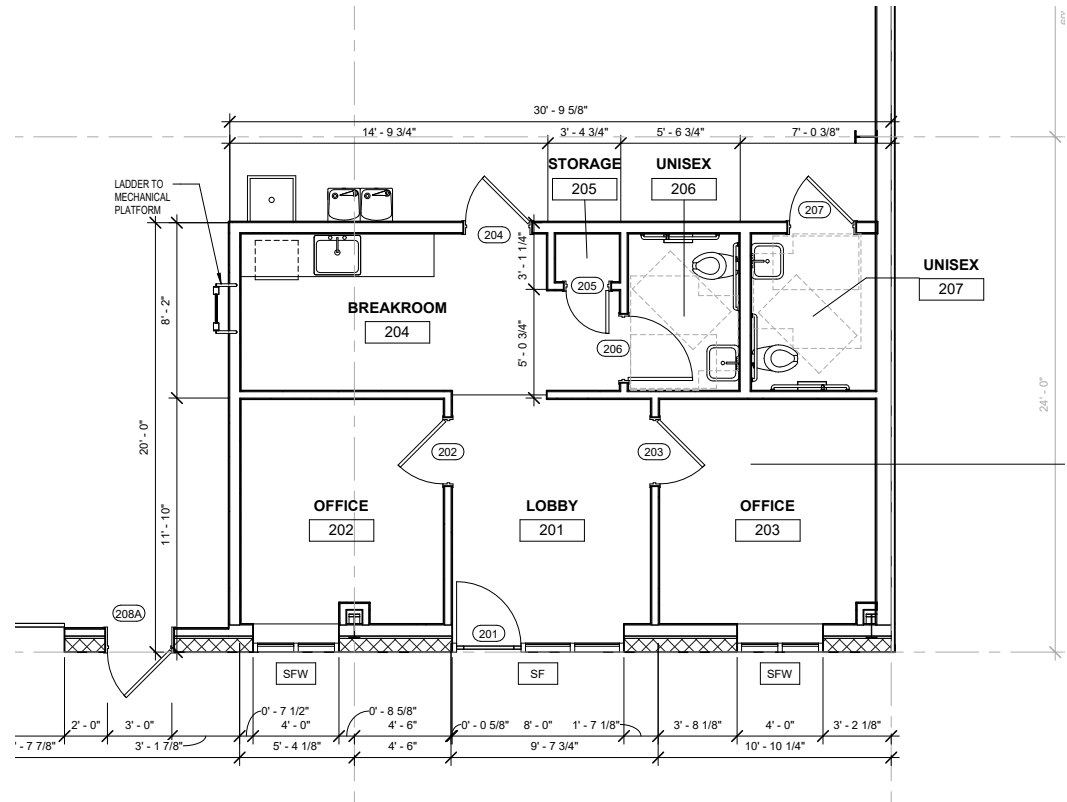 60'
30' - 9 5/8"
14' - 9 3/4"
3' - 4 3/4"
5' - 6 3/4"
7' - 0 3/8"
STORAGE
205
UNISEX
206
LADDER TO
MECHANICAL
PLATFORM
207
204
3' - 1 1/4"
UNISEX
207
205
BREAKROOM
204
8' - 2"
206
5' - 0 3/4"
24' - 0"
20' - 0"
202
203
OFFICE
202
LOBBY
201
OFFICE
203
11' - 10"
208A
201
SFW
SF
SFW
0' - 7 1/2"
0' - 8 5/8"
2' - 0"
3' - 0"
4' - 0"
4' - 6"
0' - 0 5/8"
8' - 0"
1' - 7 1/8"
3' - 8 1/8"
4' - 0"
3' - 2 1/8"
' - 7 7/8"
3' - 1 7/8"
5' - 4 1/8"
4' - 6"
9' - 7 3/4"
10' - 10 1/4"